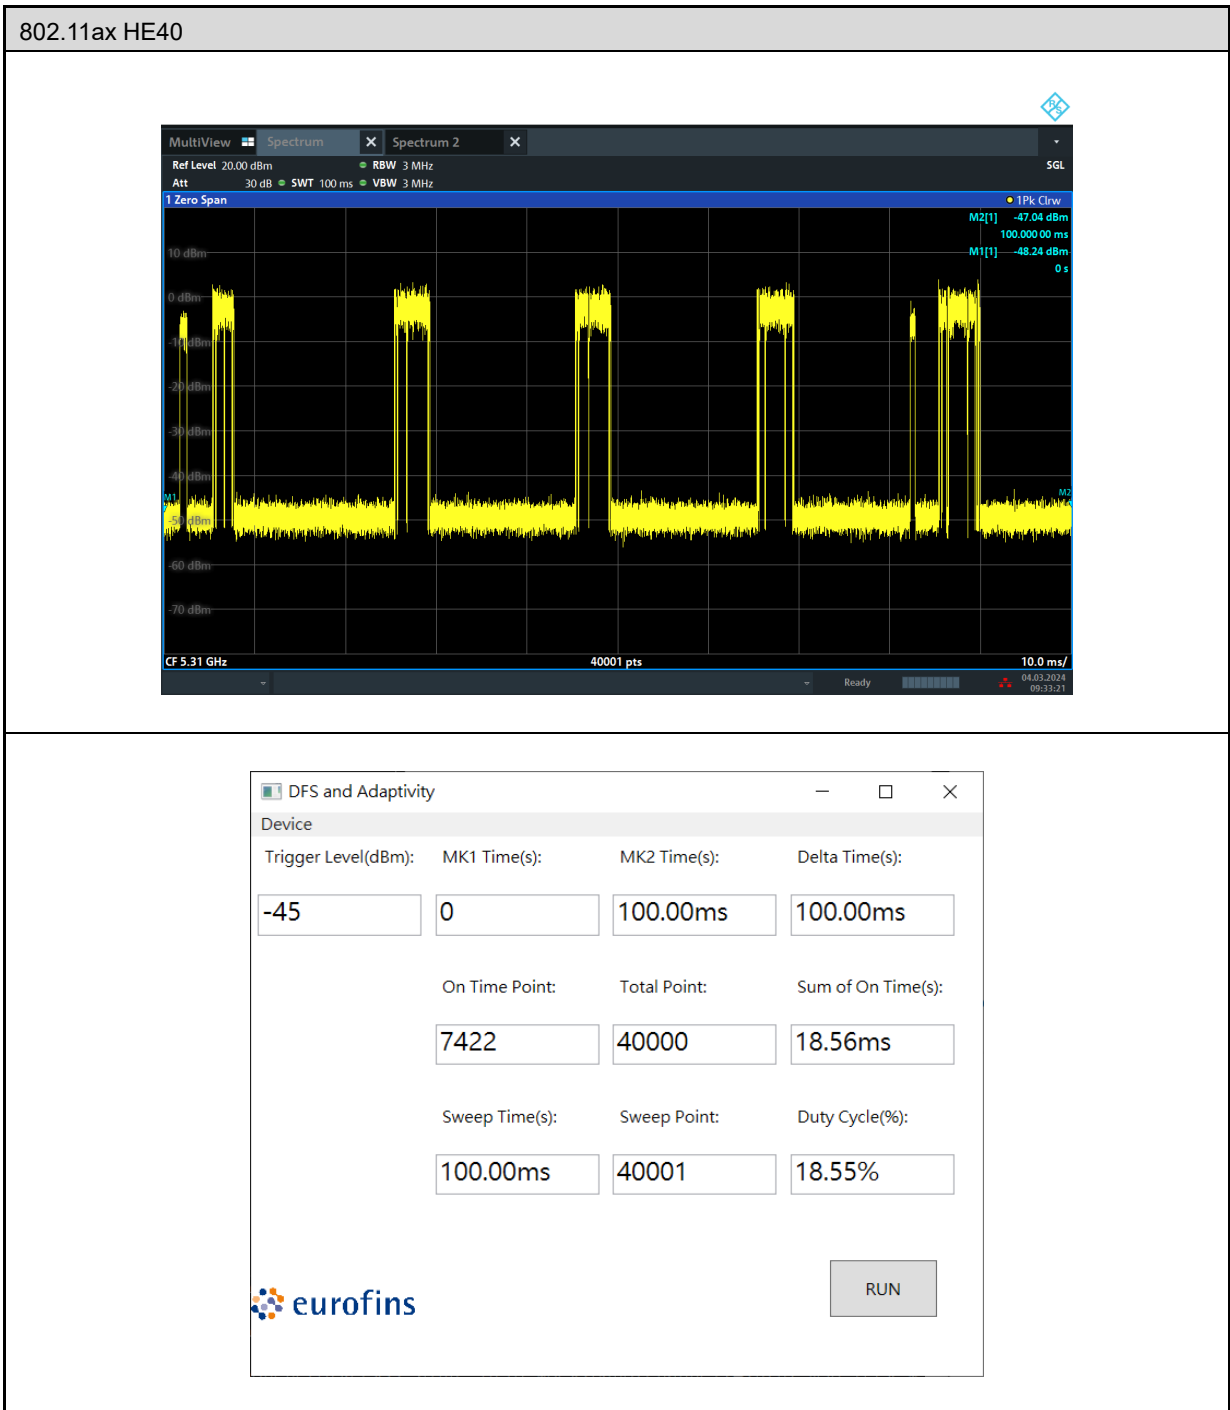 802.11ax HE40
R S
MultiView Spectrum Spectrum 2
Ref Level 20.00 dBm RBW 3 MHz SGL
Att 30 dB SWT 100 ms VBW 3 MHz
1 Zero Span 1Pk Clrw
M2[1] -47.04 dBm
100.000 00 ms
10 dBm M1[1] -48.24 dBm
0 s
0 dBm
-10 dBm
-20 dBm
-30 dBm
-40 dBm
M1 M2
-50 dBm
-60 dBm
-70 dBm
CF 5.31 GHz 40001 pts 10.0 ms/
Ready 04.03.2024
09:33:21
DFS and Adaptivity
Device
Trigger Level(dBm): MK1 Time(s): MK2 Time(s): Delta Time(s):
-45 0 100.00ms 100.00ms
On Time Point: Total Point: Sum of On Time(s):
7422 40000 18.56ms
Sweep Time(s): Sweep Point: Duty Cycle(%):
100.00ms 40001 18.55%
RUN
eurofins